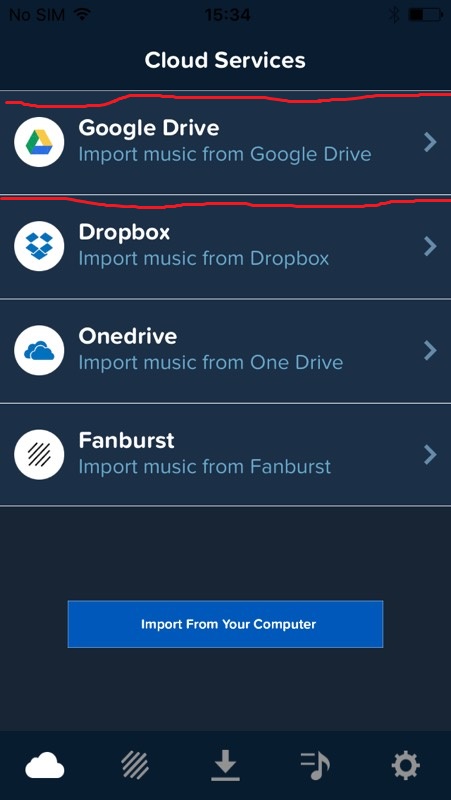 No SIM 15:34
Cloud Services
Google Drive
Import music from Google Drive
Dropbox
Import music from Dropbox
Onedrive
Import music from One Drive
Fanburst
Import music from Fanburst
Import From Your Computer